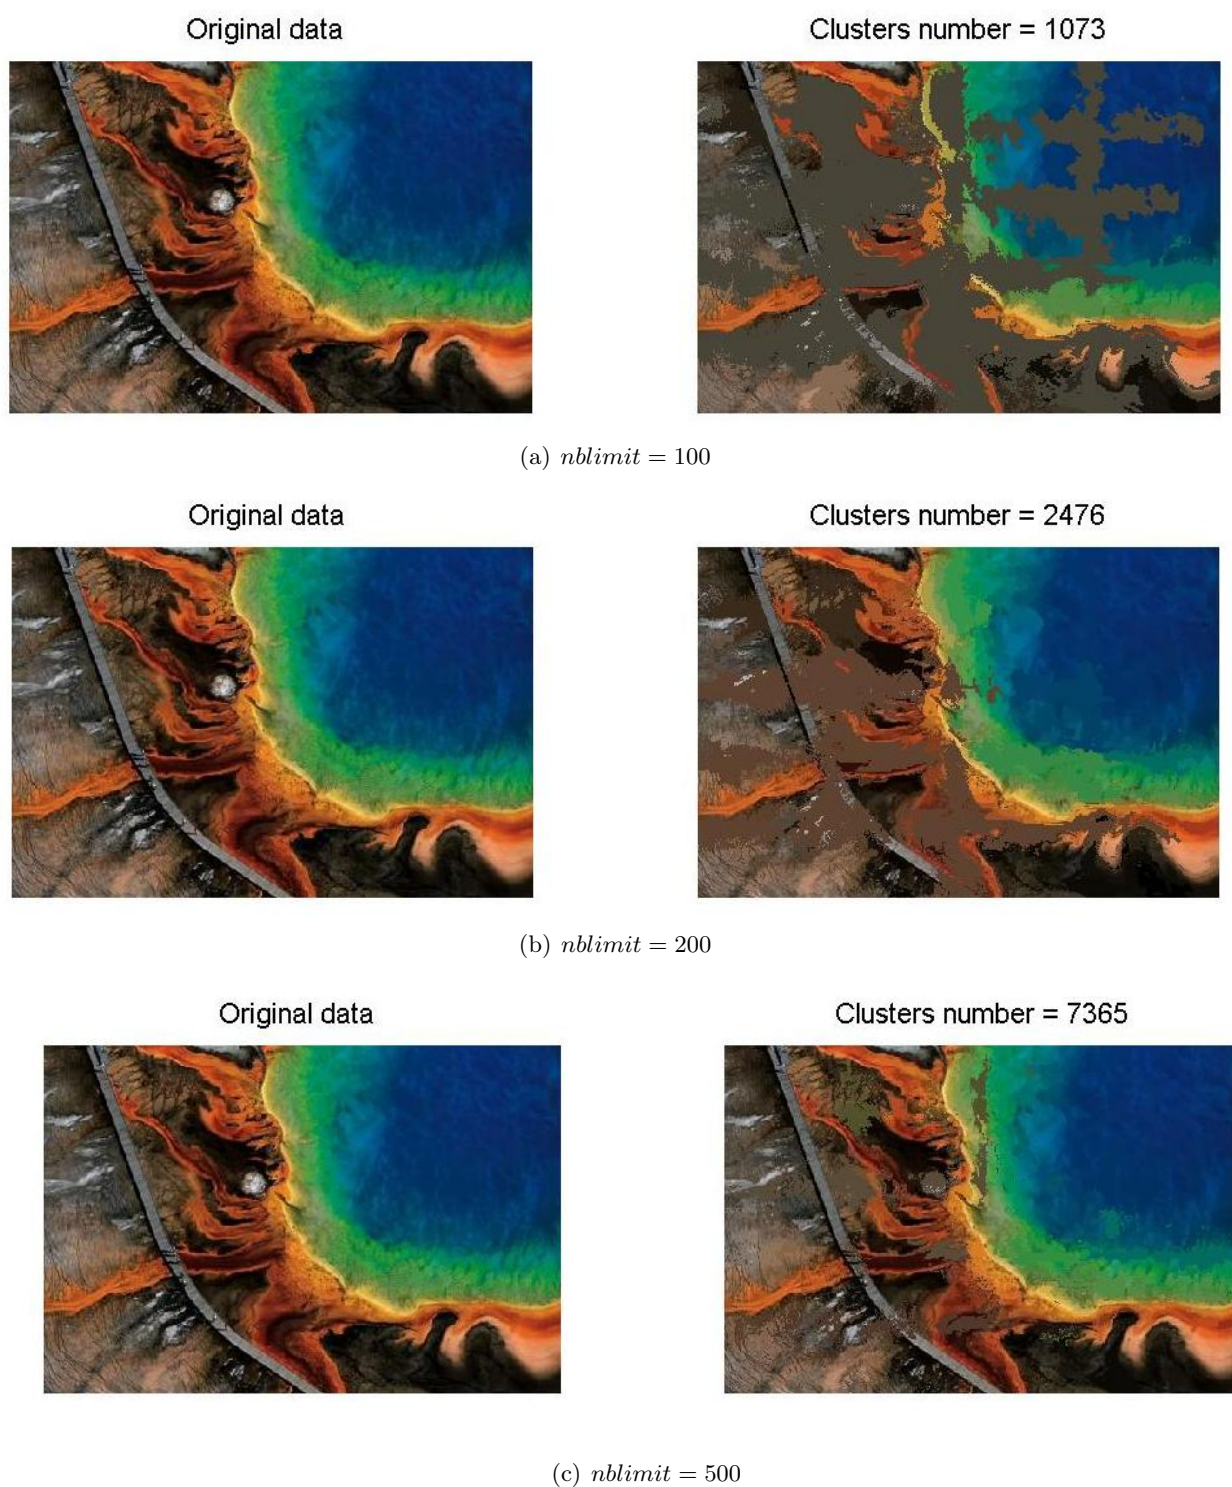 Original data
Clusters number = 1073
(a) nblimit = 100
Original data
Clusters number = 2476
(b) nblimit = 200
Original data
Clusters number = 7365
(c) nblimit = 500